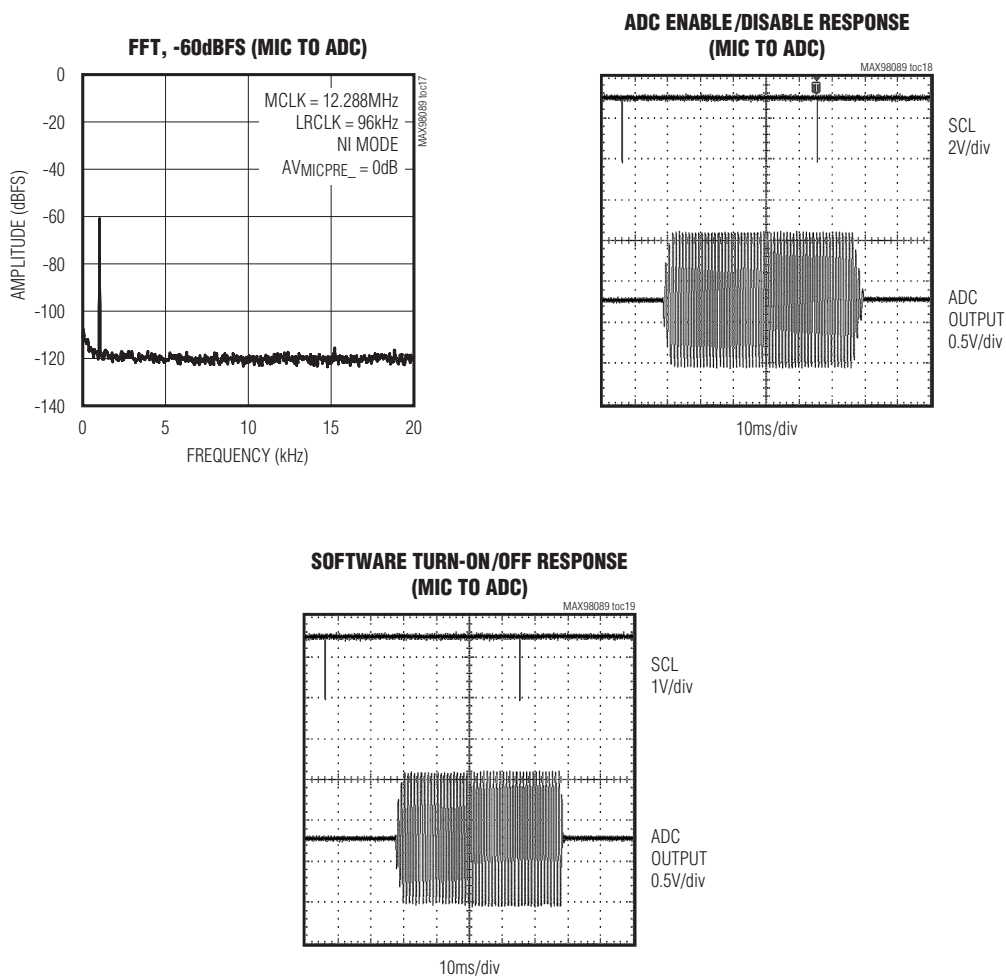 FFT, -60dBFS (MIC TO ADC)
MAX98089 toc17
0
-20
-40
-60
-80
-100
-120
-140
AMPLITUDE (dBFS)
MCLK = 12.288MHz
LRCLK = 96kHz
NI MODE
AVMICPRE_ = 0dB
0 5 10 15 20
FREQUENCY (kHz)
ADC ENABLE/DISABLE RESPONSE
(MIC TO ADC)
MAX98089 toc18
SCL
2V/div
ADC
OUTPUT
0.5V/div
10ms/div
SOFTWARE TURN-ON/OFF RESPONSE
(MIC TO ADC)
MAX98089 toc19
SCL
1V/div
ADC
OUTPUT
0.5V/div
10ms/div